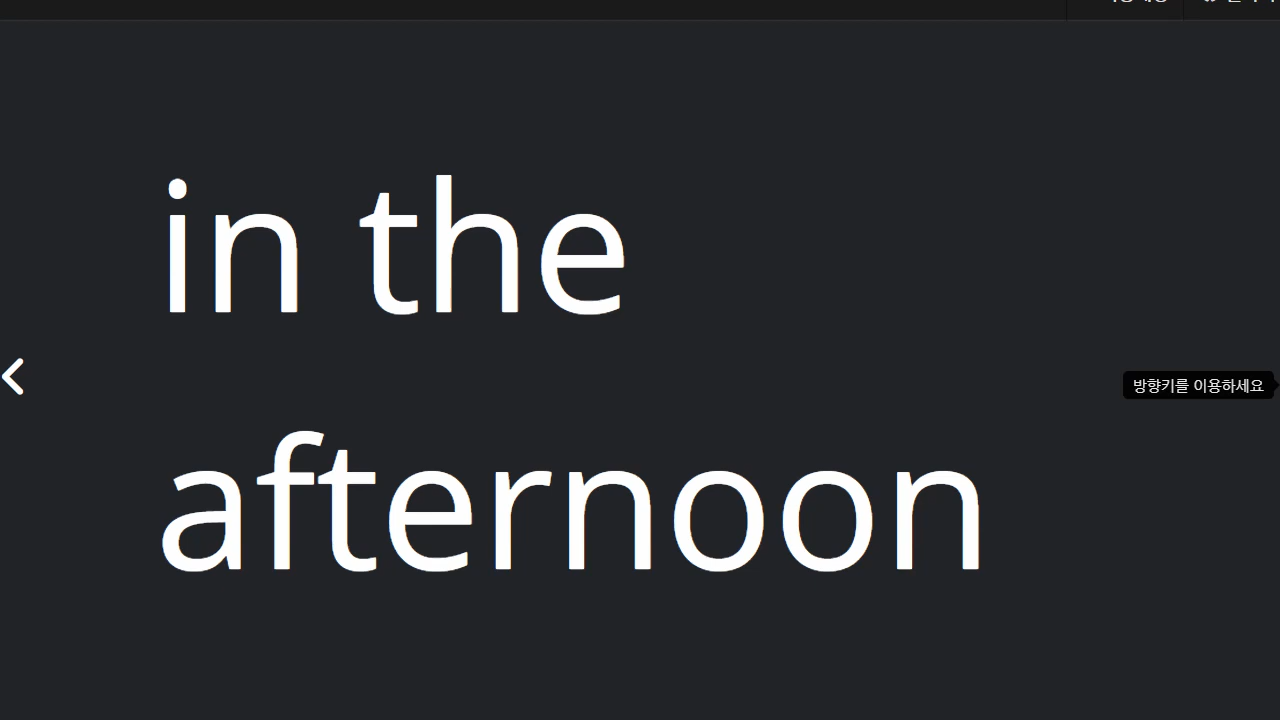 in the
방향키를 이용하세요
afternoon